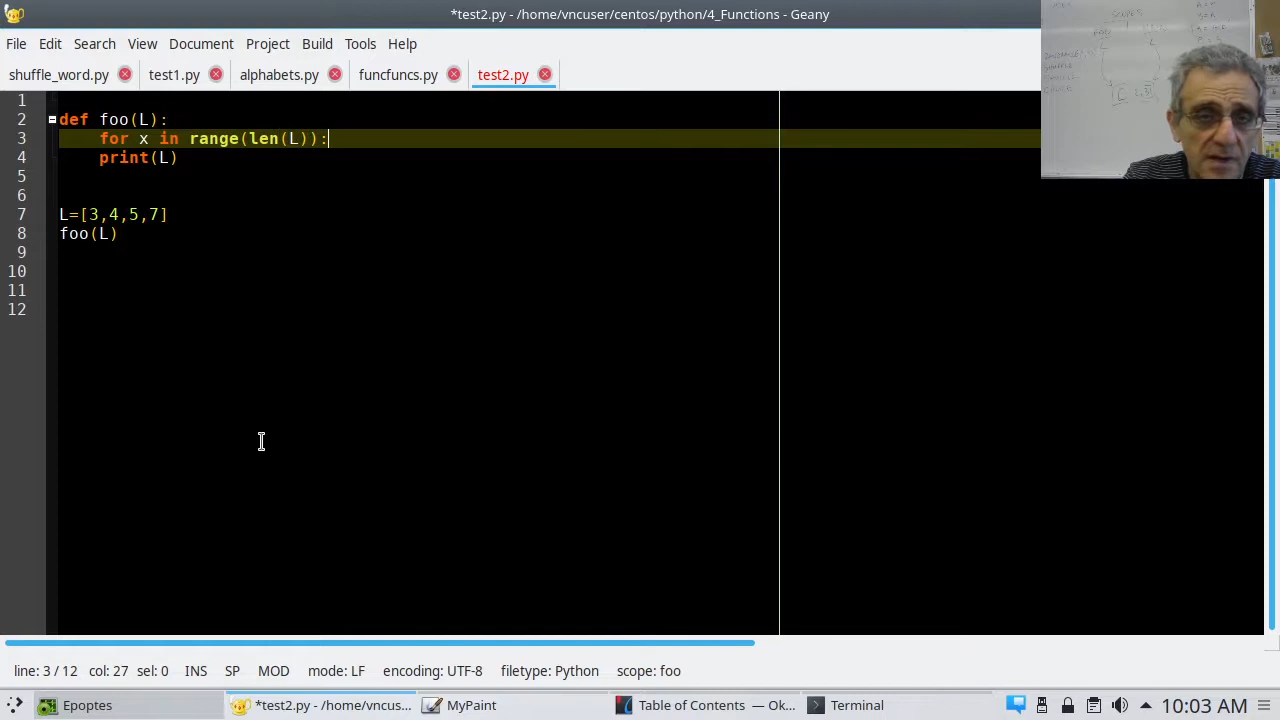 *test2.py - /home/vncuser/centos/python/4_Functions - Geany
File Edit Search View Document Project Build Tools Help
shuffle_word.py test1.py alphabets.py funcfuncs.py test2.py
1
2 def foo(L):
3     for x in range(len(L)):
4     print(L)
5
6
7 L=[3,4,5,7]
8 foo(L)
9
10
11
12
SCOPES
line: 3 / 12 col: 27 sel: 0 INS SP MOD mode: LF encoding: UTF-8 filetype: Python scope: foo
Epoptes *test2.py - /home/vncus... MyPaint Table of Contents — Ok... Terminal 10:03 AM